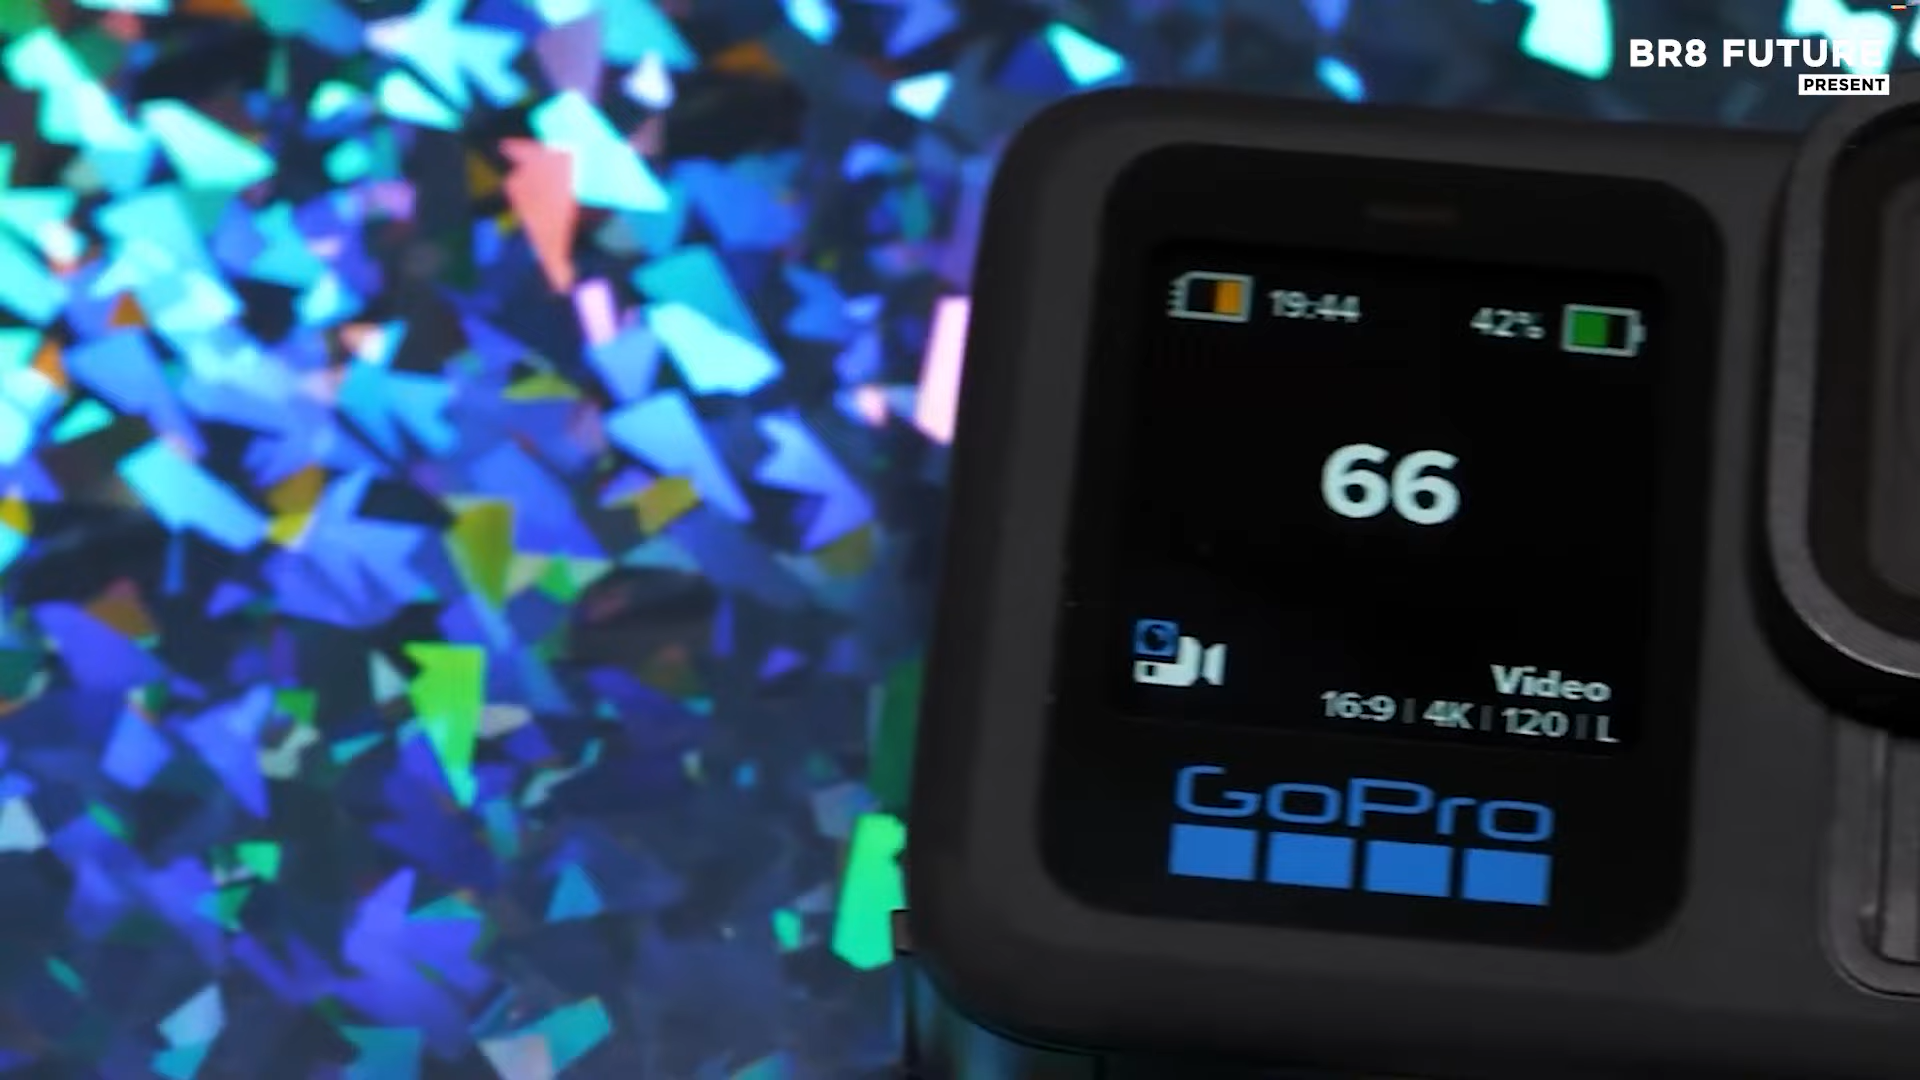 BR8 FUTURE
PRESENT
19:44 42%
66
Video
16:9 | 4K | 120 | L
GoPro